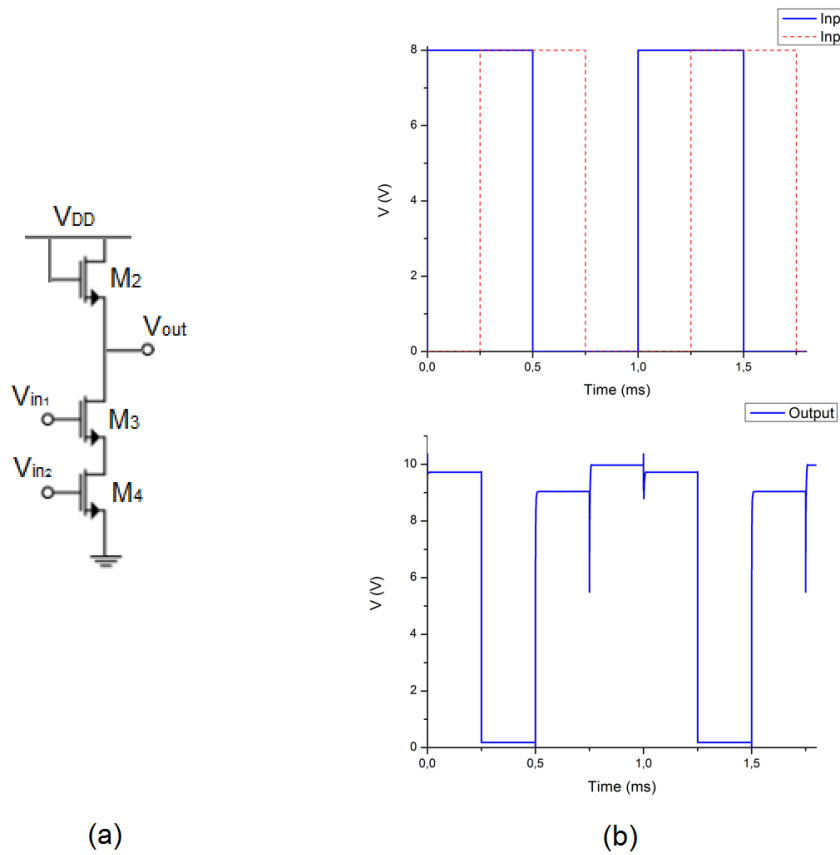 VDD
M2
Vout
Vin1
M3
Vin2
M4
(a)
Inp
Inp
8
6
4
2
0
V (V)
0,0 0,5 1,0 1,5
Time (ms)
Output
10
8
6
4
2
0
V (V)
0,0 0,5 1,0 1,5
Time (ms)
(b)